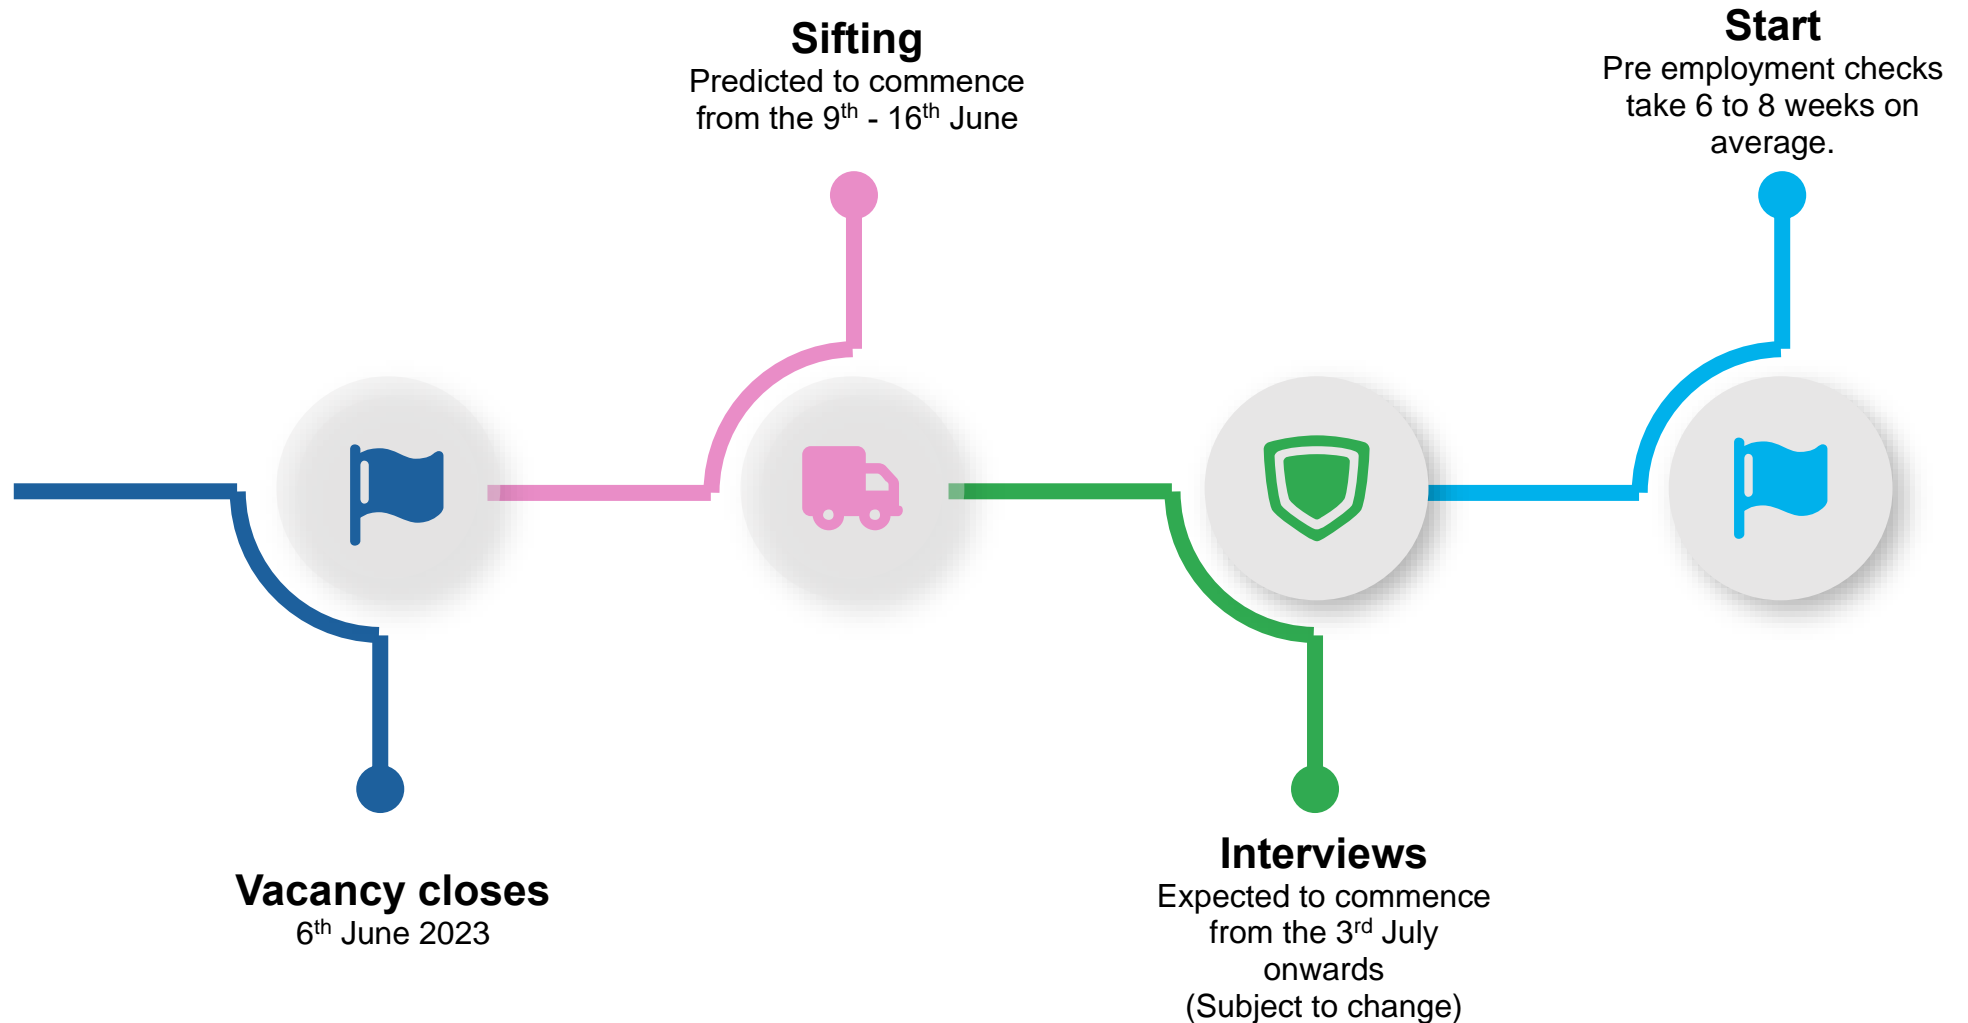 Vacancy closes
6th June 2023
Sifting
Predicted to commence
from the 9th - 16th June
Interviews
Expected to commence
from the 3rd July
onwards
(Subject to change)
Start
Pre employment checks
take 6 to 8 weeks on
average.